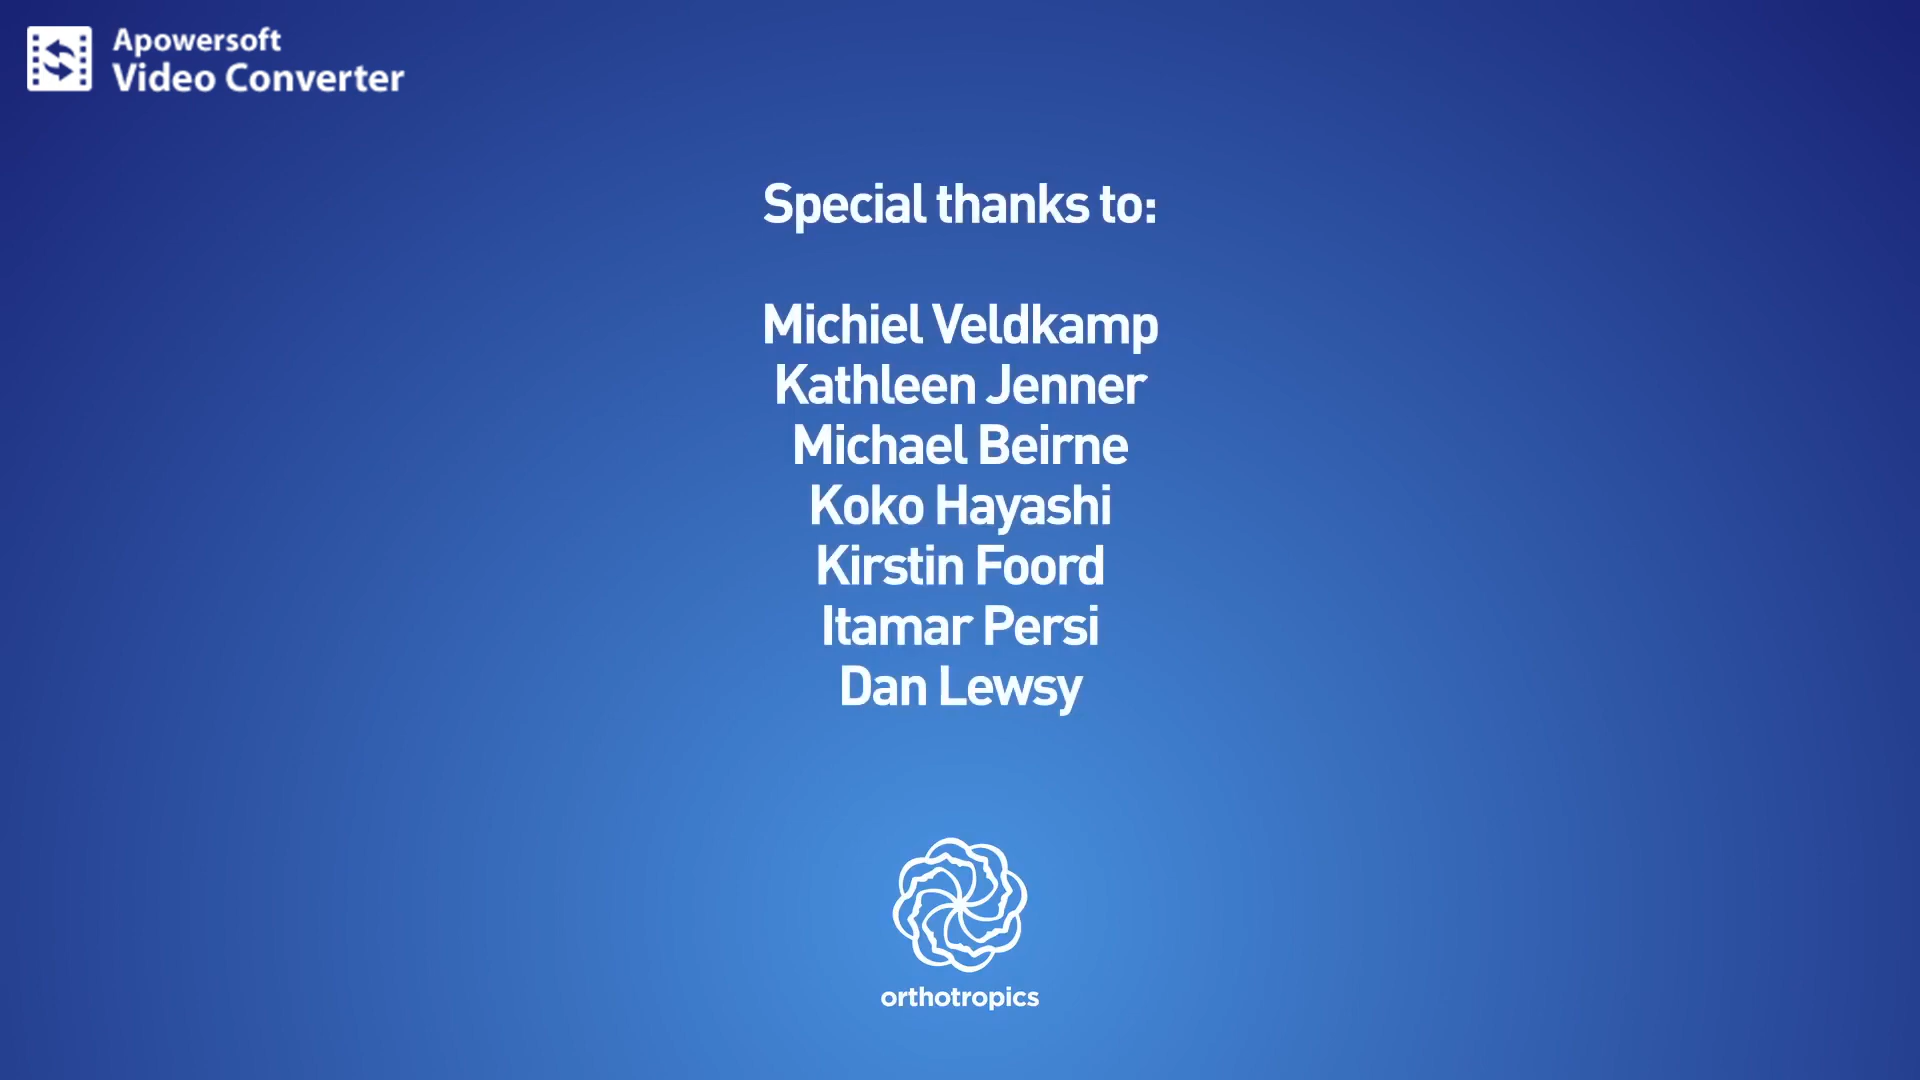 Apowersoft
Video Converter
Special thanks to:
Michiel Veldkamp
Kathleen Jenner
Michael Beirne
Koko Hayashi
Kirstin Foord
Itamar Persi
Dan Lewsy
orthotropics